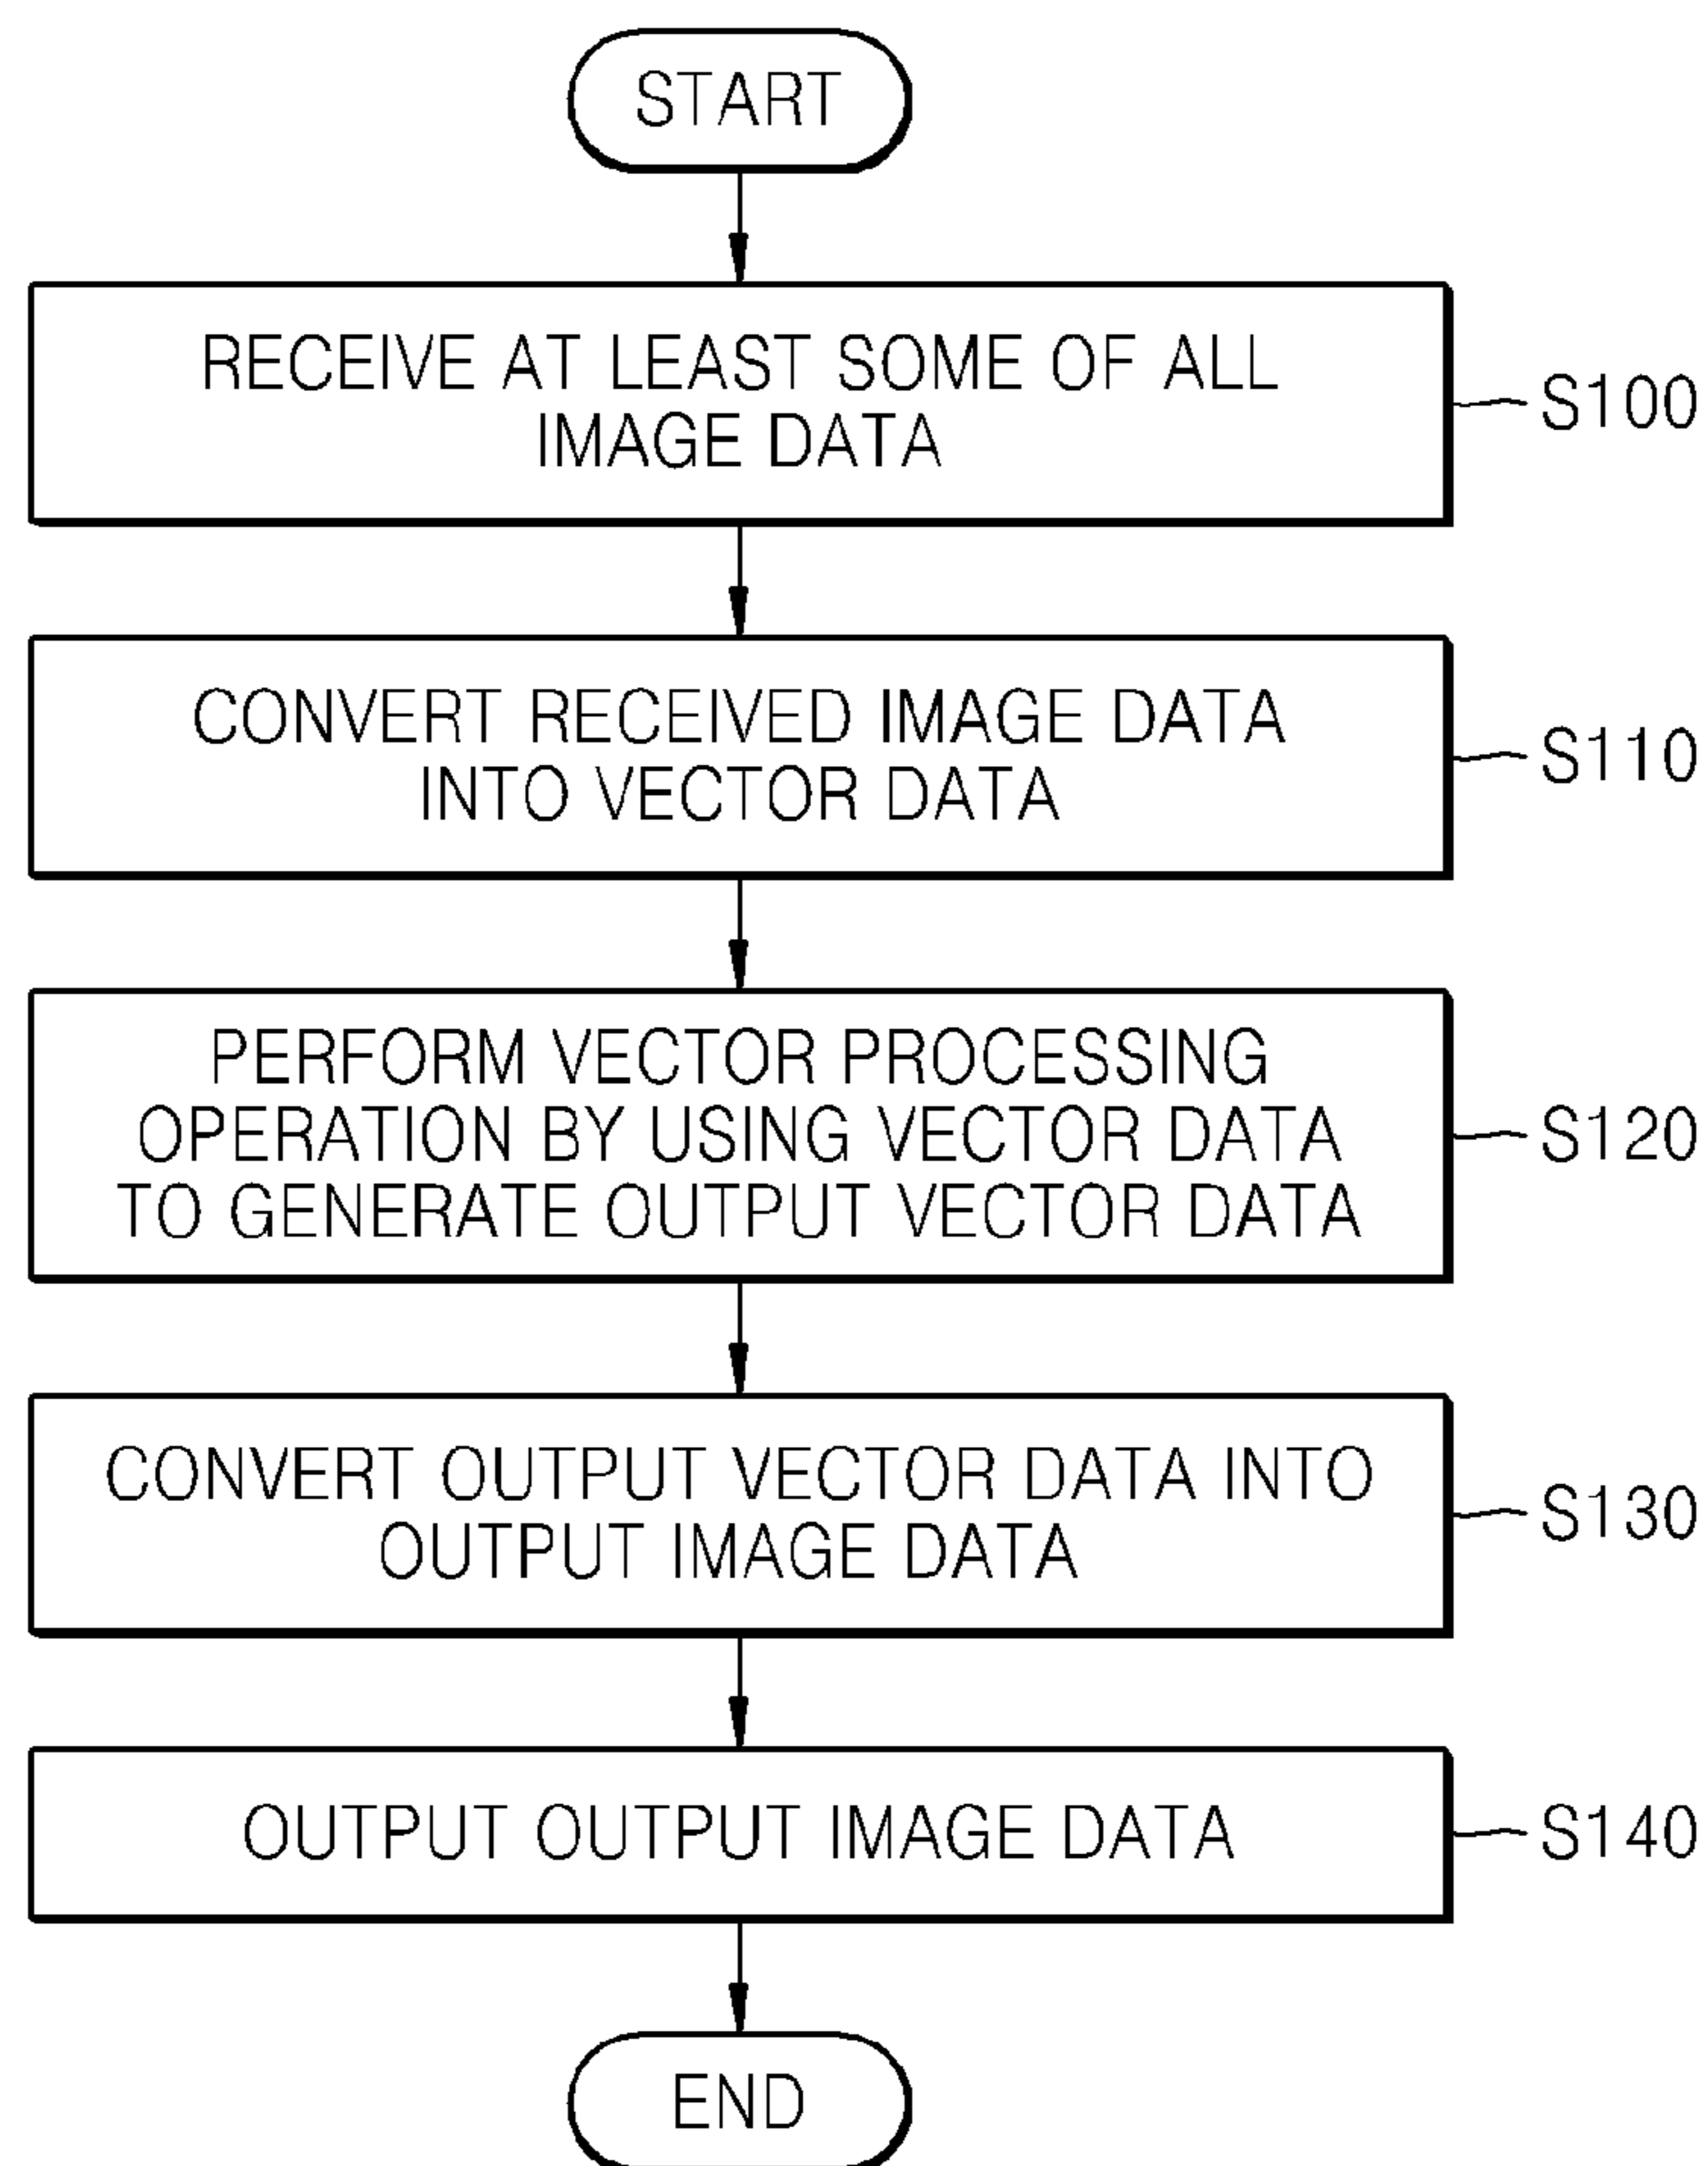 START
RECEIVE AT LEAST SOME OF ALL
IMAGE DATA
S100
CONVERT RECEIVED IMAGE DATA
INTO VECTOR DATA
S110
PERFORM VECTOR PROCESSING
OPERATION BY USING VECTOR DATA
TO GENERATE OUTPUT VECTOR DATA
S120
CONVERT OUTPUT VECTOR DATA INTO
OUTPUT IMAGE DATA
S130
OUTPUT OUTPUT IMAGE DATA
S140
END